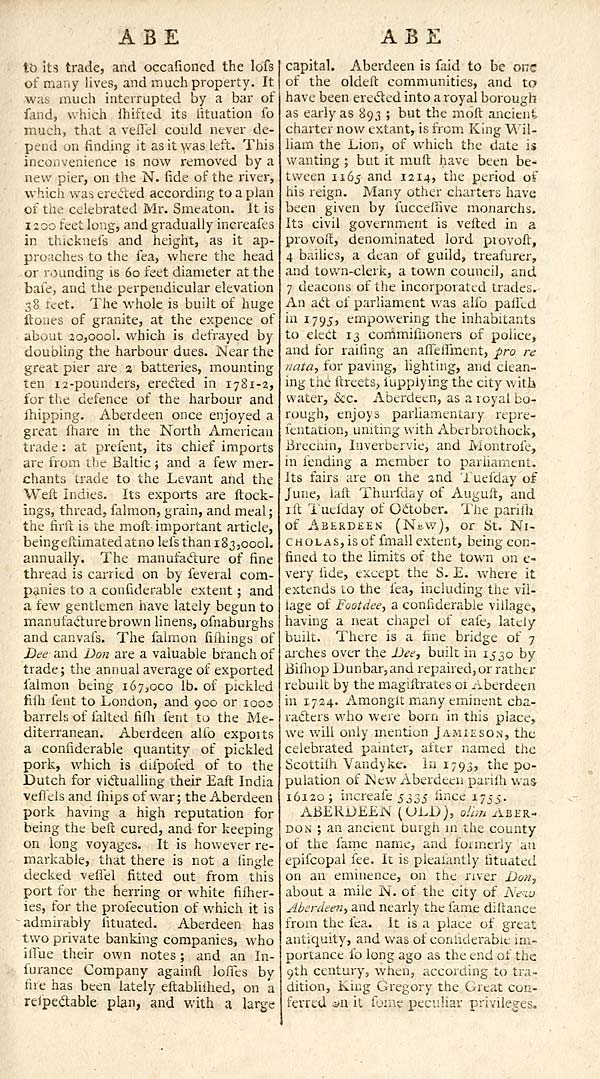 ABE
to its trade, and occaſioned the loſs
of many lives, and much property. It
was much interrupted by a bar of
ſand, which ſhifted its ſituation ſo
much, that a veſſel could never de-
pend on finding it as it was left. This
inconvenience is now removed by a
new pier, on the N. ſide of the river,
which was erected according to a plan
of the celebrated Mr. Smeaton. It is
1200 feet long, and gradually increaſes
in thickneſs and height, as it ap-
proaches to the ſea, where the head
or rounding is 60 feet diameter at the
baſe, and the perpendicular elevation
38 feet. The whole is built of huge
ſtones of granite, at the expence of
about 20,000l. which is defrayed by
doubling the harbour dues. Near the
great pier are 2 batteries, mounting
ten 12-pounders, erected in 1781-2,
for the defence of the harbour and
ſhipping. Aberdeen once enjoyed a
great ſhare in the North American
trade: at preſent, its chief imports
are from the Baltic; and a few mer-
chants trade to the Levant and the
Weſt Indies. Its exports are ſtock-
ings, thread, ſalmon, grain, and meal;
the firſt is the moſt important article,
being eſtimated at no leſs than 183,000l.
annually. The manufacture of fine
thread is carried on by ſeveral com-
panies to a conſiderable extent; and
a few gentlemen have lately begun to
manufacture brown linens, oſnaburghs
and canvaſs. The ſalmon fiſhings of
Dee and Don are a valuable branch of
trade; the annual average of exported
ſalmon being 167,000 lb. of pickled
fiſh ſent to London, and 900 or 1000
barrels of ſalted fiſh ſent to the Me-
diterranean. Aberdeen alſo exports
a conſiderable quantity of pickled
pork, which is diſpoſed of to the
Dutch for victualling their Eaſt India
veſſels and ſhips of war; the Aberdeen
pork having a high reputation for
being the beſt cured, and for keeping
on long voyages. It is however re-
markable, that there is not a ſingle
decked veſſel fitted out from this
port for the herring or white fiſher-
ies, for the proſecution of which it is
admirably ſituated. Aberdeen has
two private banking companies, who
iſſue their own notes; and an In-
ſurance Company againſt loſſes by
fire has been lately eſtabliſhed, on a
reſpectable plan, and with a large
ABE
capital. Aberdeen is ſaid to be one
of the oldeſt communities, and to
have been erected into a royal borough
as early as 893; but the moſt ancient
charter now extant, is from King Wil-
liam the Lion, of which the date is
wanting; but it muſt have been be-
tween 1165 and 1214, the period of
his reign. Many other charters have
been given by ſucceſſive monarchs.
Its civil government is veſted in a
provoſt, denominated lord provoſt,
4 bailies, a dean of guild, treaſurer,
and town-clerk, a town council, and
7 deacons of the incorporated trades.
An act of parliament was alſo paſſed
in 1795, empowering the inhabitants
to elect 13 commiſſioners of police,
and for raiſing an aſſeſſment, pro re
nata, for paving, lighting, and clean-
ing the ſtreets, ſupplying the city with
water, &c. Aberdeen, as a royal bo-
rough, enjoys parliamentary repre-
ſentation, uniting with Aberbrothock,
Brechin, Inverbervie, and Montroſe,
in ſending a member to parliament.
Its fairs are on the 2nd Tueſday of
June, laſt Thurſday of Auguſt, and
1ſt Tueſday of October. The pariſh
of ABERDEEN (NEW), or St. NI-
CHOLAS, is of ſmall extent, being con-
fined to the limits of the town on e-
very ſide, except the S. E. where it
extends to the ſea, including the vil-
lage of Footdee, a conſiderable village,
having a neat chapel of eaſe, lately
built. There is a fine bridge of 7
arches over the Dee, built in 1530 by
Biſhop Dunbar, and repaired, or rather
rebuilt by the magiſtrates of Aberdeen
in 1724. Amongſt many eminent cha-
racters who were born in this place,
we will only mention JAMIESON, the
celebrated painter, after named the
Scottiſh Vandyke. In 1793, the po-
pulation of New Aberdeen pariſh was
16120; increaſe 5335 ſince 1755.
ABERDEEN (OLD), olim ABER-
DON; an ancient burgh in the county
of the ſame name, and formerly an
epiſcopal ſee. It is pleaſantly ſituated
on an eminence, on the river Don,
about a mile N. of the city of New
Aberdeen, and nearly the ſame diſtance
from the ſea. It is a place of great
antiquity, and was of conſiderable im-
portance ſo long ago as the end of the
9th century, when, according to tra-
dition, King Gregory the Great con-
ferred on it ſome peculiar privileges.